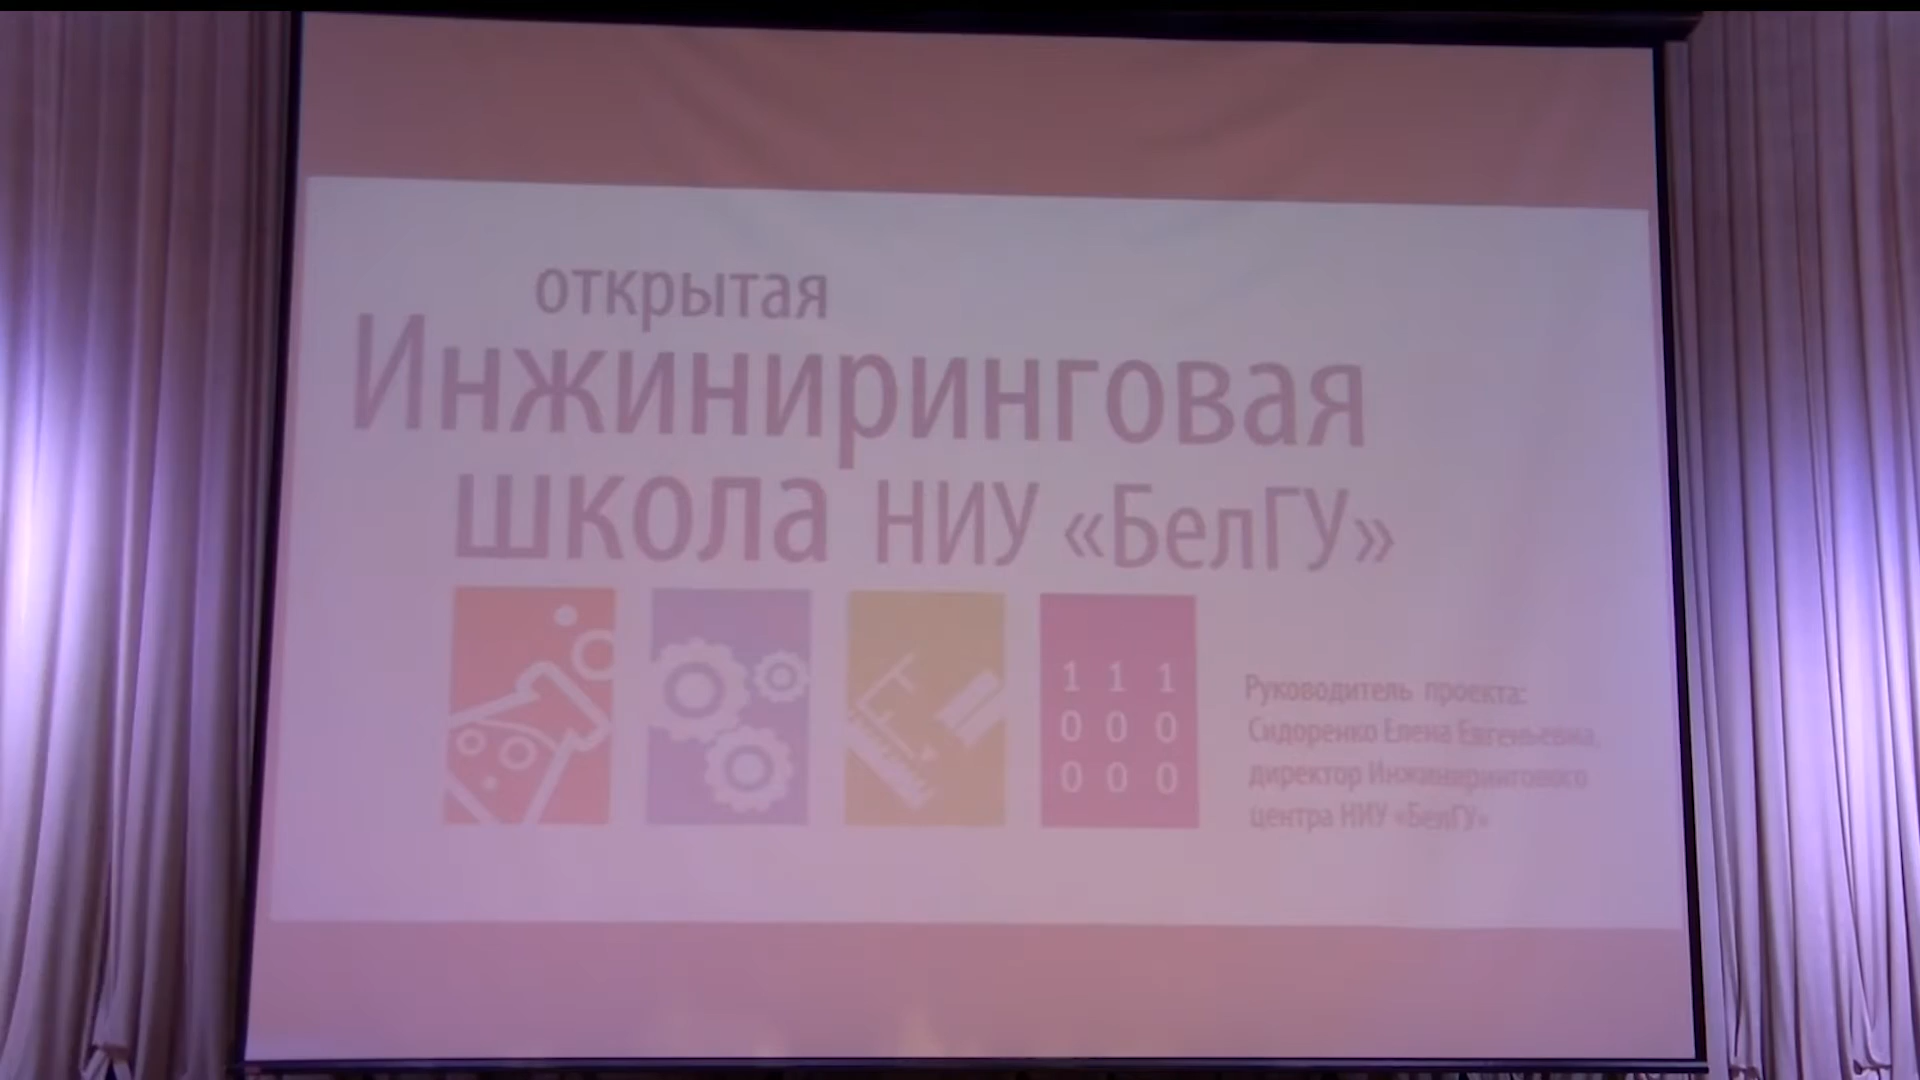 открытая
Инжиниринговая
школа НИУ «БелГУ»
1 1 1
0 0 0
0 0 0
Руководитель проекта:
Сидоренко Елена Евгеньевна,
директор Инжинирингового
центра НИУ «БелГУ»